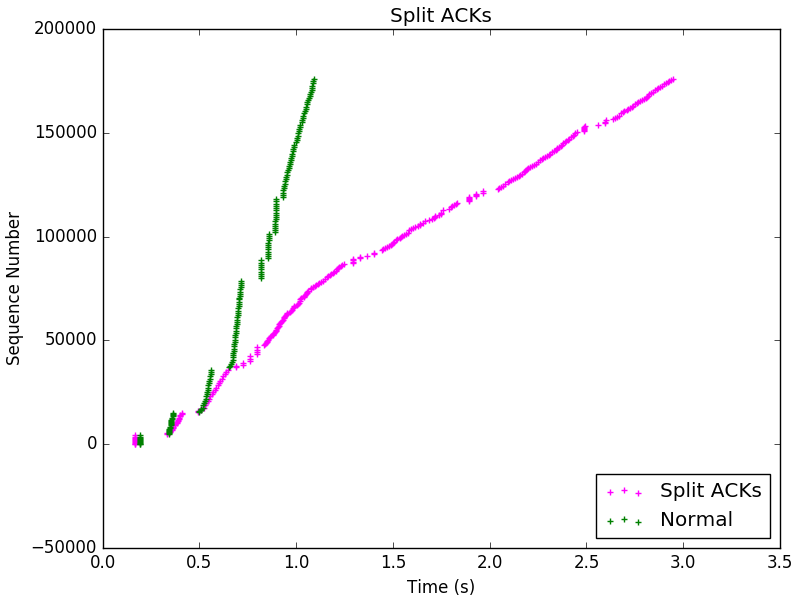 Split ACKs
200000
150000
100000
50000
0
−50000
Sequence Number
0.0 0.5 1.0 1.5 2.0 2.5 3.0 3.5
Time (s)
Split ACKs
Normal